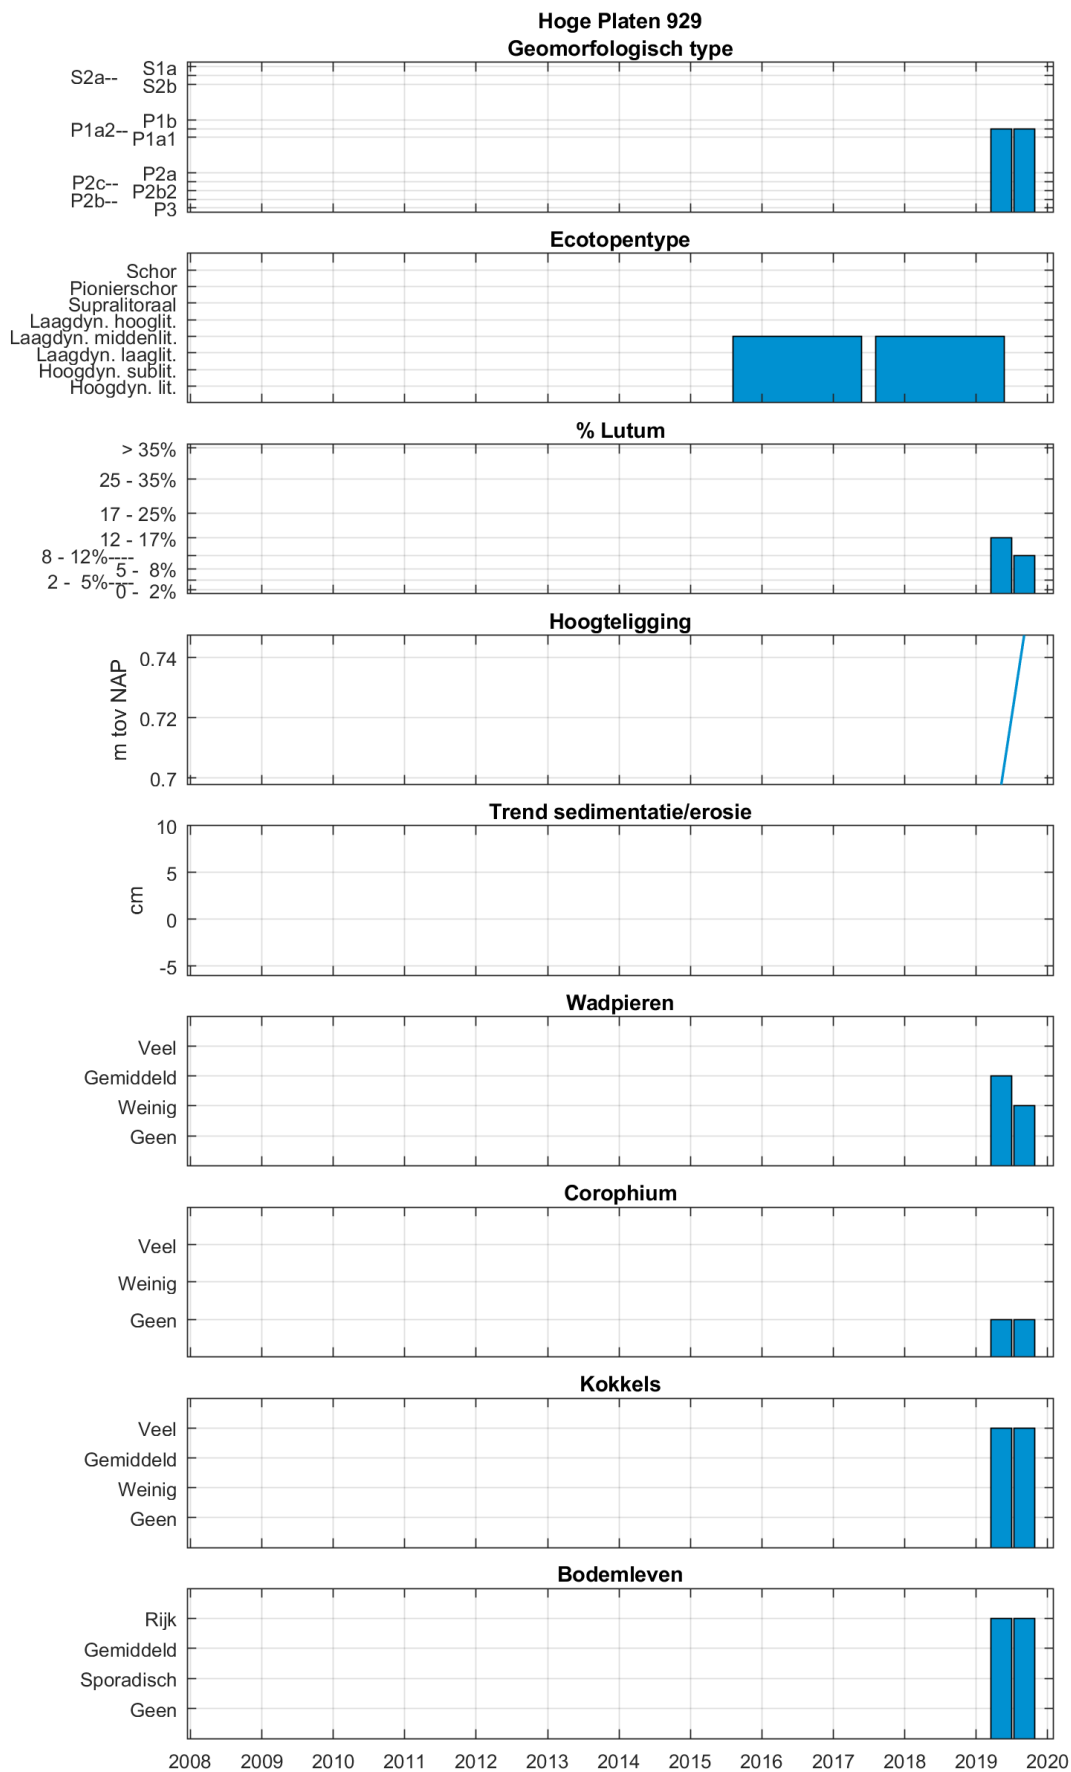 Hoge Platen 929
Geomorfologisch type
S1a
S2a--
S2b
P1b
P1a2--
P1a1
P2a
P2c--
P2b2
P2b--
P3
Ecotopentype
Schor
Pionierschor
Supralitoraal
Laagdyn. hooglit.
Laagdyn. middenlit.
Laagdyn. laaglit.
Hoogdyn. sublit.
Hoogdyn. lit.
% Lutum
> 35%
25 - 35%
17 - 25%
12 - 17%
8 - 12%----
5 - 8%
2 - 5%----
0 - 2%
Hoogteligging
m tov NAP
0.74
0.72
0.7
Trend sedimentatie/erosie
cm
10
5
0
-5
Wadpieren
Veel
Gemiddeld
Weinig
Geen
Corophium
Veel
Weinig
Geen
Kokkels
Veel
Gemiddeld
Weinig
Geen
Bodemleven
Rijk
Gemiddeld
Sporadisch
Geen
2008 2009 2010 2011 2012 2013 2014 2015 2016 2017 2018 2019 2020